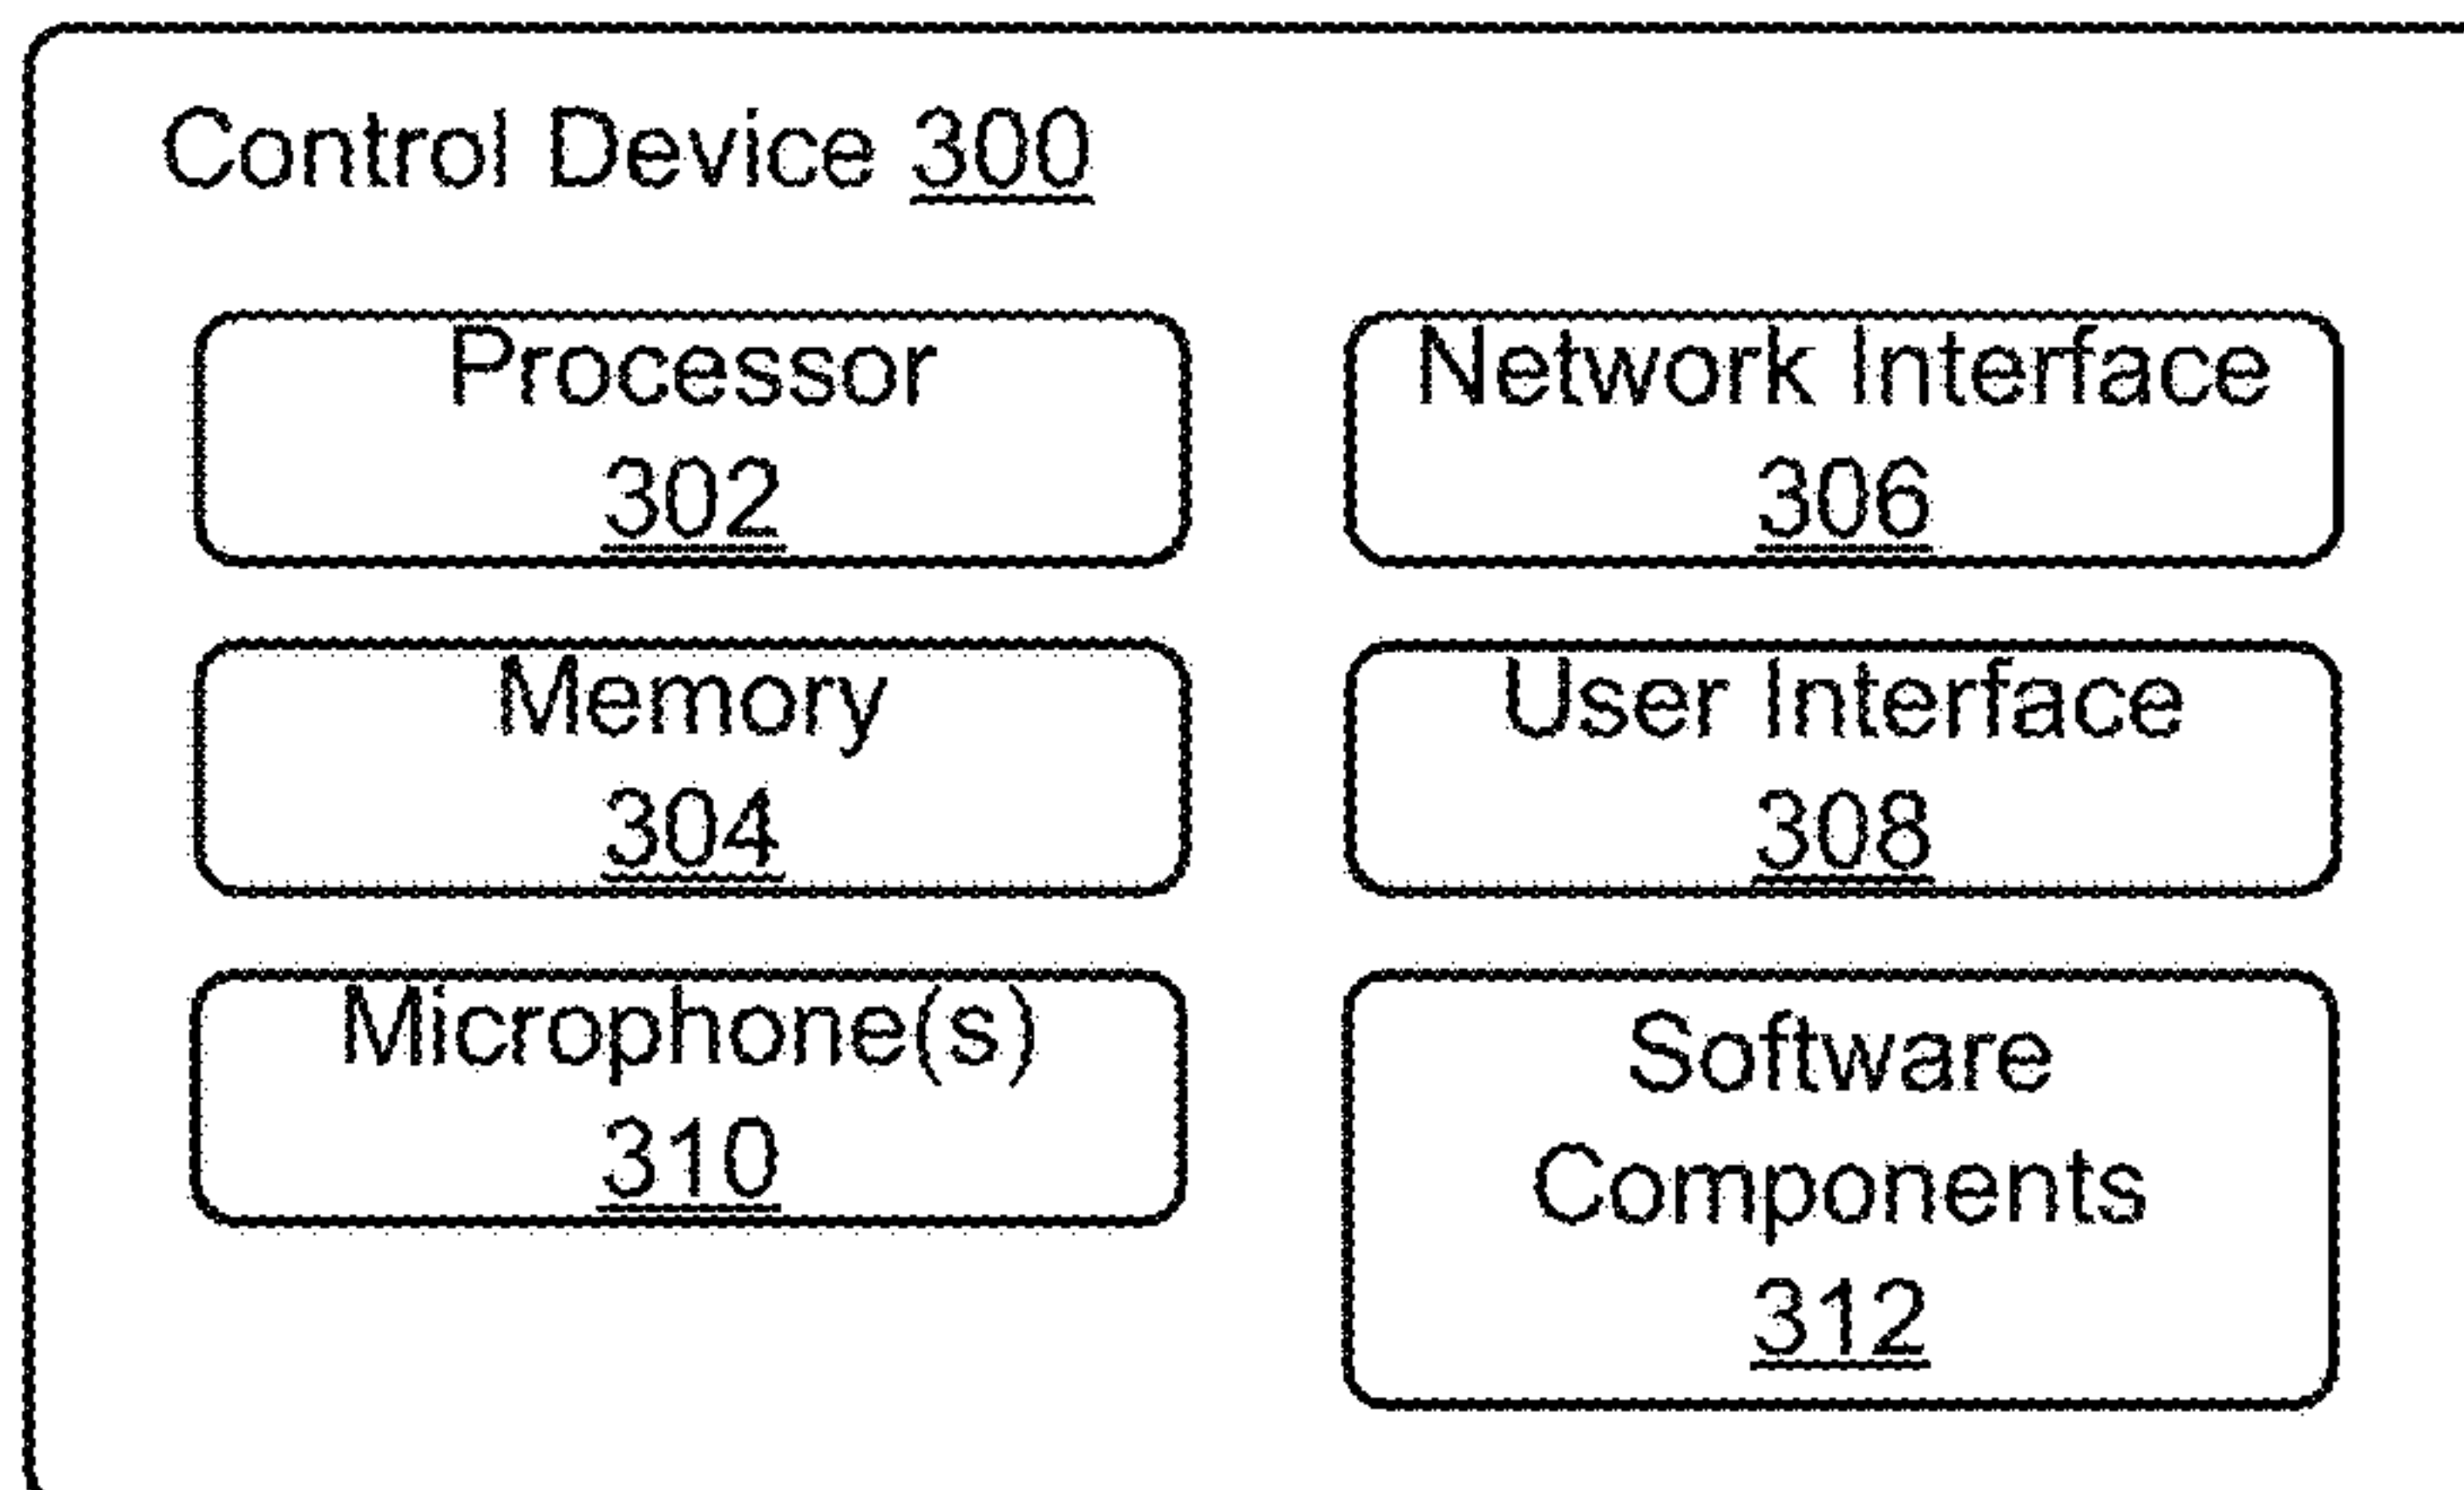 Control Device 300
Processor
302
Network Interface
306
Memory
304
User Interface
308
Microphone(s)
310
Software
Components
312